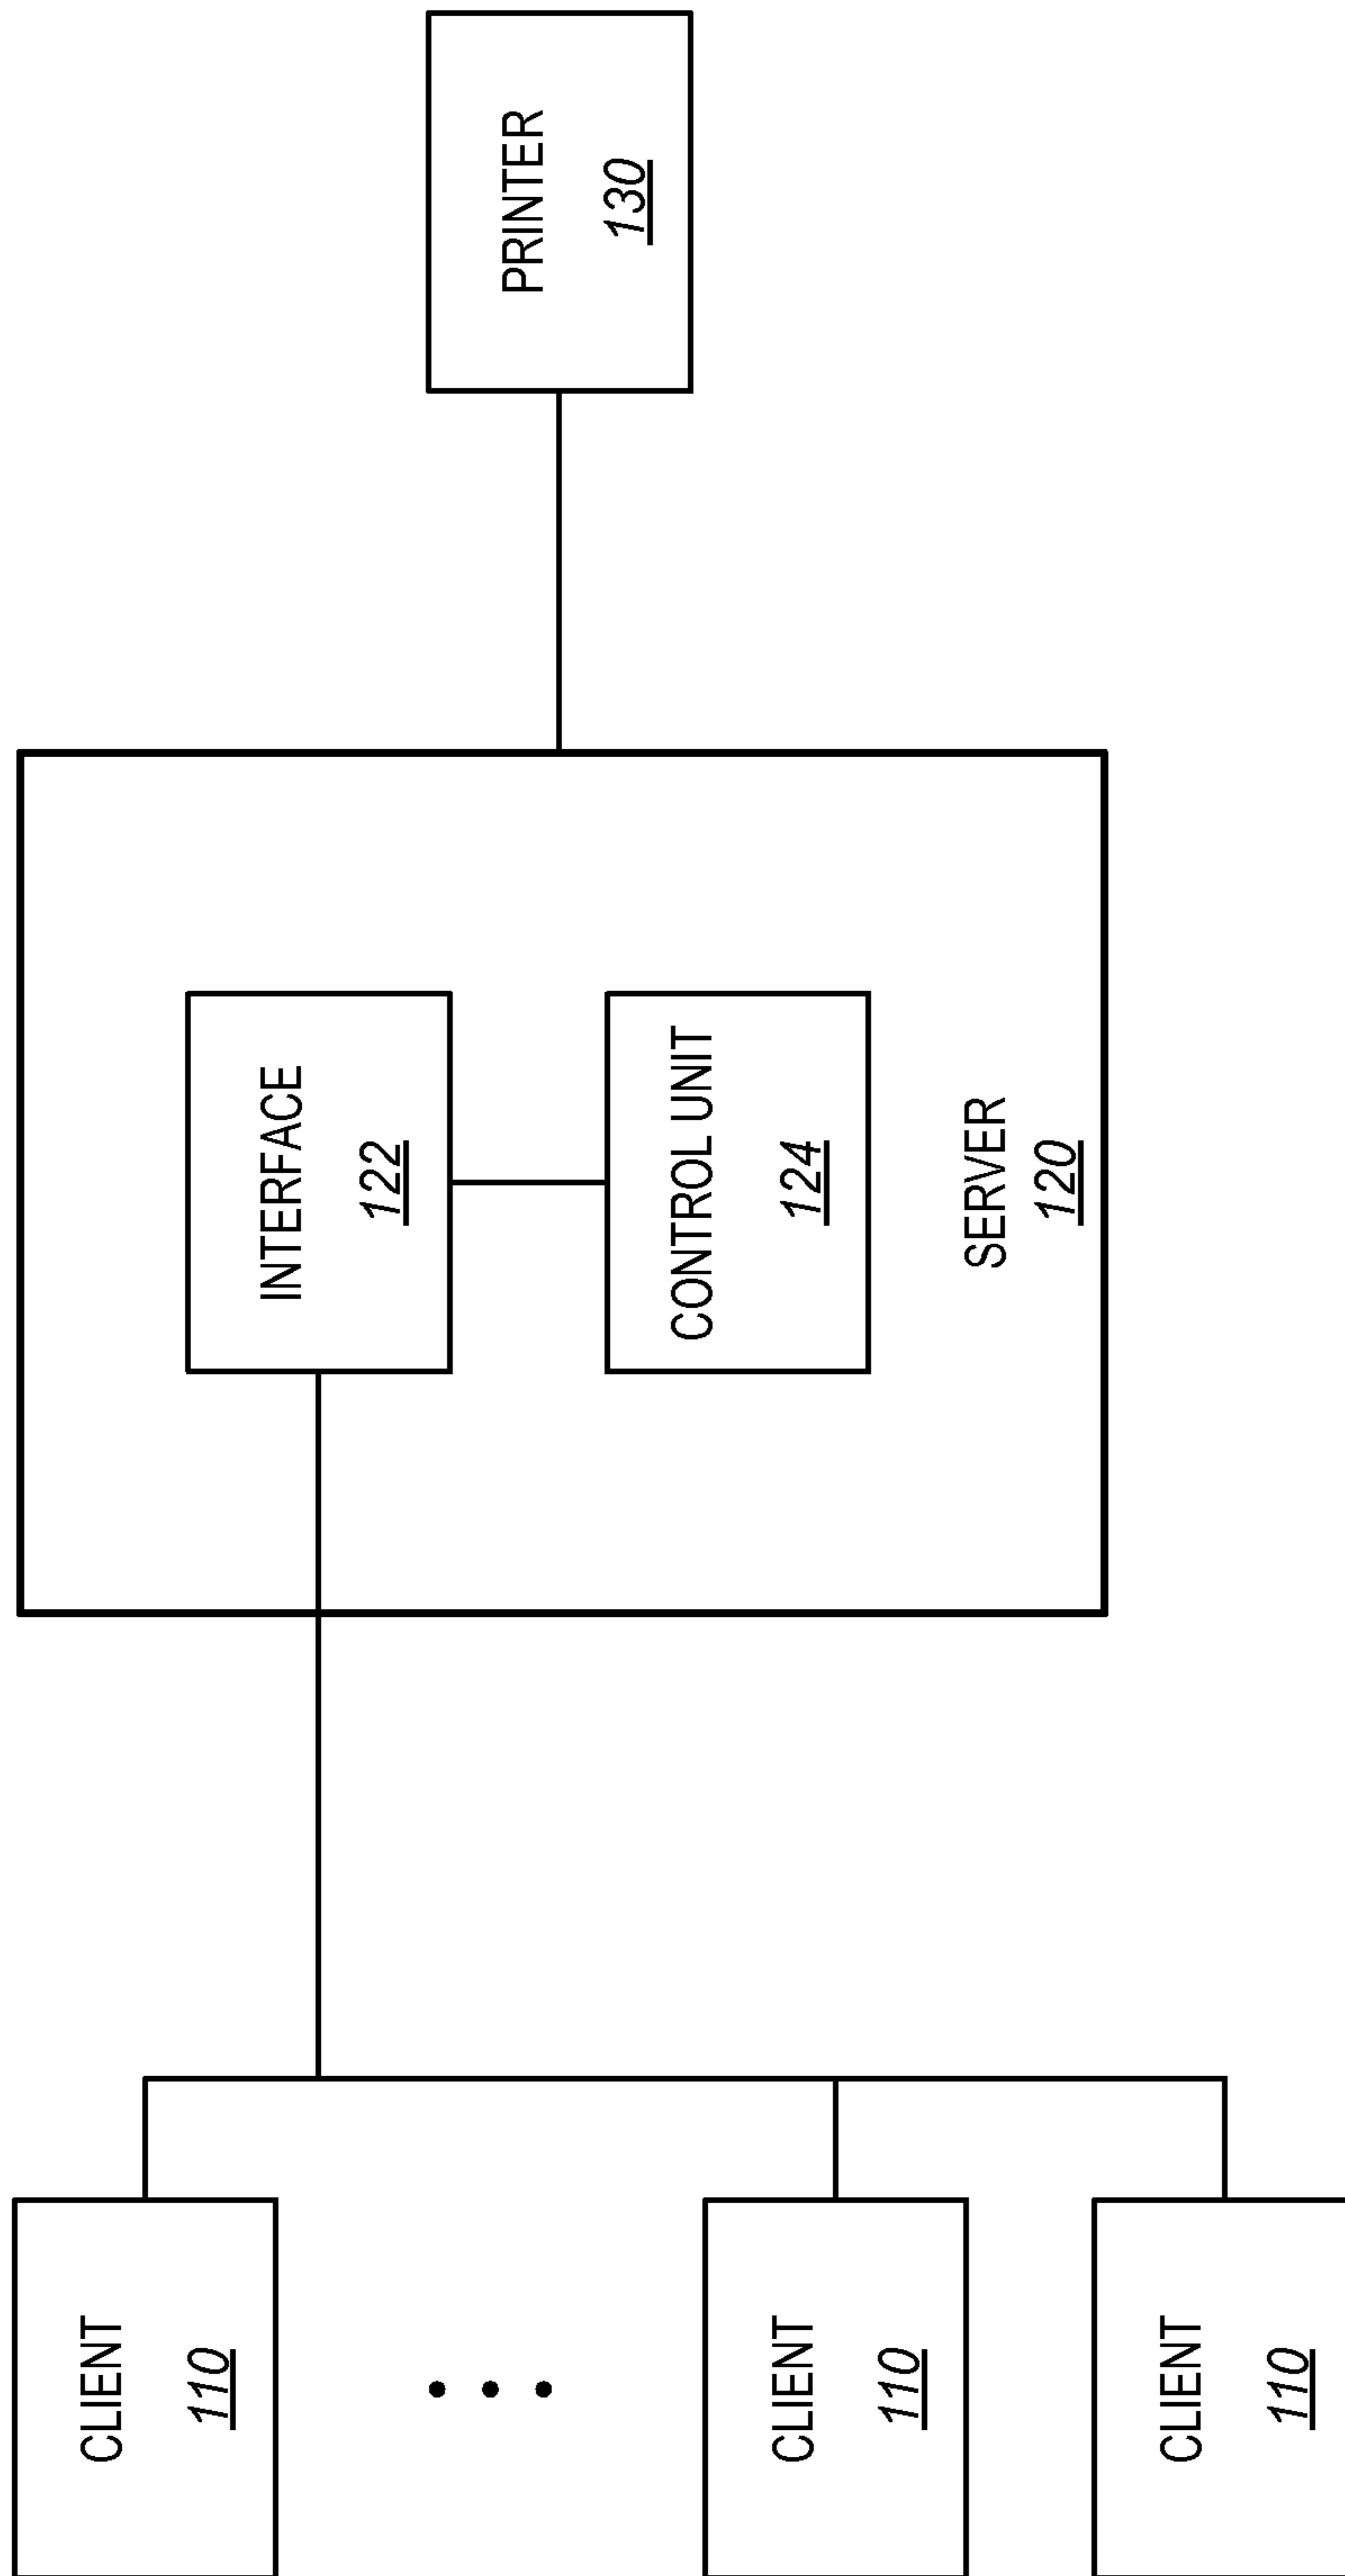 CLIENT
110
CLIENT
110
CLIENT
110
INTERFACE
122
CONTROL UNIT
124
SERVER
120
PRINTER
130